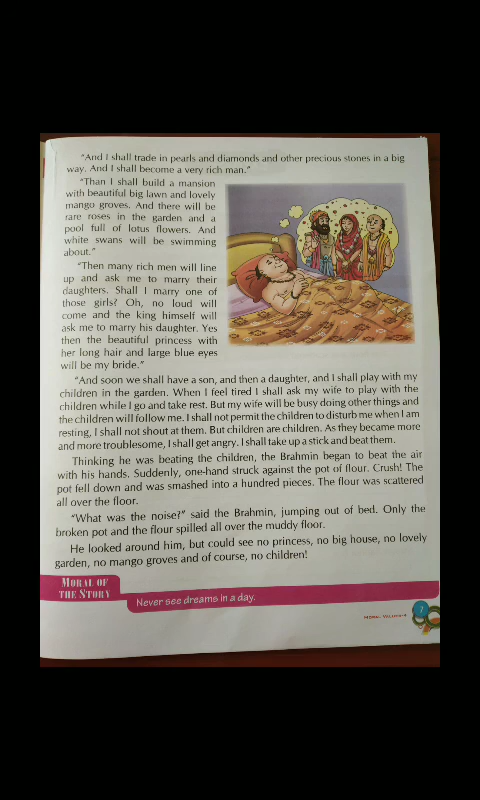 "And I shall trade in pearls and diamonds and other precious stones in a big
way. And I shall become a very rich man."
"Than I shall build a mansion
with beautiful big lawn and lovely
mango groves. And there will be
rare roses in the garden and a
pool full of lotus flowers. And
white swans will be swimming
about."
"Then many rich men will line
up and ask me to marry their
daughters. Shall I marry one of
those girls? Oh, no loud will
come and the king himself will
ask me to marry his daughter. Yes
then the beautiful princess with
her long hair and large blue eyes
will be my bride."
"And soon we shall have a son, and then a daughter, and I shall play with my
children in the garden. When I feel tired I shall ask my wife to play with the
children while I go and take rest. But my wife will be busy doing other things and
the children will follow me. I shall not permit the children to disturb me when I am
resting, I shall not shout at them. But children are children. As they became more
and more troublesome, I shall get angry. I shall take up a stick and beat them.
Thinking he was beating the children, the Brahmin began to beat the air
with his hands. Suddenly, one-hand struck against the pot of flour. Crush! The
pot fell down and was smashed into a hundred pieces. The flour was scattered
all over the floor.
"What was the noise?" said the Brahmin, jumping out of bed. Only the
broken pot and the flour spilled all over the muddy floor.
He looked around him, but could see no princess, no big house, no lovely
garden, no mango groves and of course, no children!
MORAL OF
THE STORY
Never see dreams in a day.
7